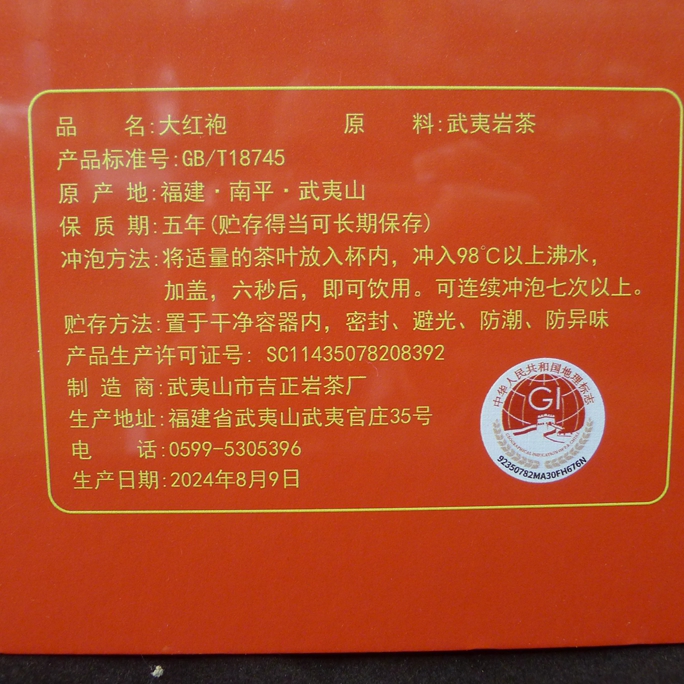 品 名:大红袍 原 料:武夷岩茶
产品标准号:GB/T18745
原 产 地:福建·南平·武夷山
保 质 期:五年(贮存得当可长期保存)
冲泡方法:将适量的茶叶放入杯内，冲入98℃以上沸水，
加盖，六秒后，即可饮用。可连续冲泡七次以上。
贮存方法:置于干净容器内，密封、避光、防潮、防异味
产品生产许可证号: SC11435078208392
制 造 商:武夷山市吉正岩茶厂
生产地址:福建省武夷山武夷官庄35号
电 话:0599-5305396
生产日期:2024年8月9日
中华人民共和国地理标志
GI
92350782MA30FH676N